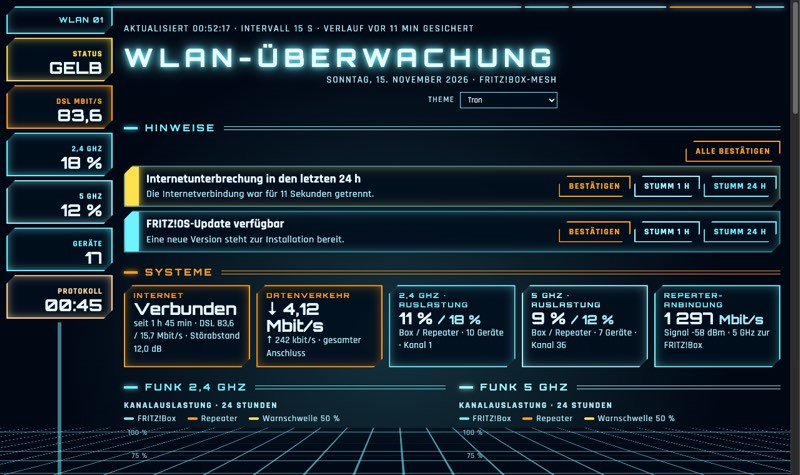 WLAN 01
STATUS
GELB
DSL MBIT/S
83,6
2,4 GHZ
18 %
5 GHZ
12 %
GERÄTE
17
PROTOKOLL
00:45
AKTUALISIERT 00:52:17 · INTERVALL 15 S · VERLAUF VOR 11 MIN GESICHERT
WLAN-ÜBERWACHUNG
SONNTAG, 15. NOVEMBER 2026 · FRITZ!BOX-MESH
THEME Tron
HINWEISE
ALLE BESTÄTIGEN
Internetunterbrechung in den letzten 24 h
Die Internetverbindung war für 11 Sekunden getrennt.
BESTÄTIGEN STUMM 1 H STUMM 24 H
FRITZ!OS-Update verfügbar
Eine neue Version steht zur Installation bereit.
BESTÄTIGEN STUMM 1 H STUMM 24 H
SYSTEME
INTERNET
Verbunden
seit 1 h 45 min · DSL 83,6
/ 15,7 Mbit/s · Störabstand
12,0 dB
DATENVERKEHR
↓ 4,12
Mbit/s
↑ 242 kbit/s · gesamter
Anschluss
2,4 GHZ ·
AUSLASTUNG
11 % / 18 %
Box / Repeater · 10 Geräte
· Kanal 1
5 GHZ ·
AUSLASTUNG
9 % / 12 %
Box / Repeater · 7 Geräte ·
Kanal 36
REPEATER-
ANBINDUNG
1 297 Mbit/s
Signal -58 dBm · 5 GHz zur
FRITZ!Box
FUNK 2,4 GHZ
KANALAUSLASTUNG · 24 STUNDEN
FRITZ!Box Repeater Warnschwelle 50 %
100 %
FUNK 5 GHZ
KANALAUSLASTUNG · 24 STUNDEN
FRITZ!Box Repeater Warnschwelle 50 %
100 %